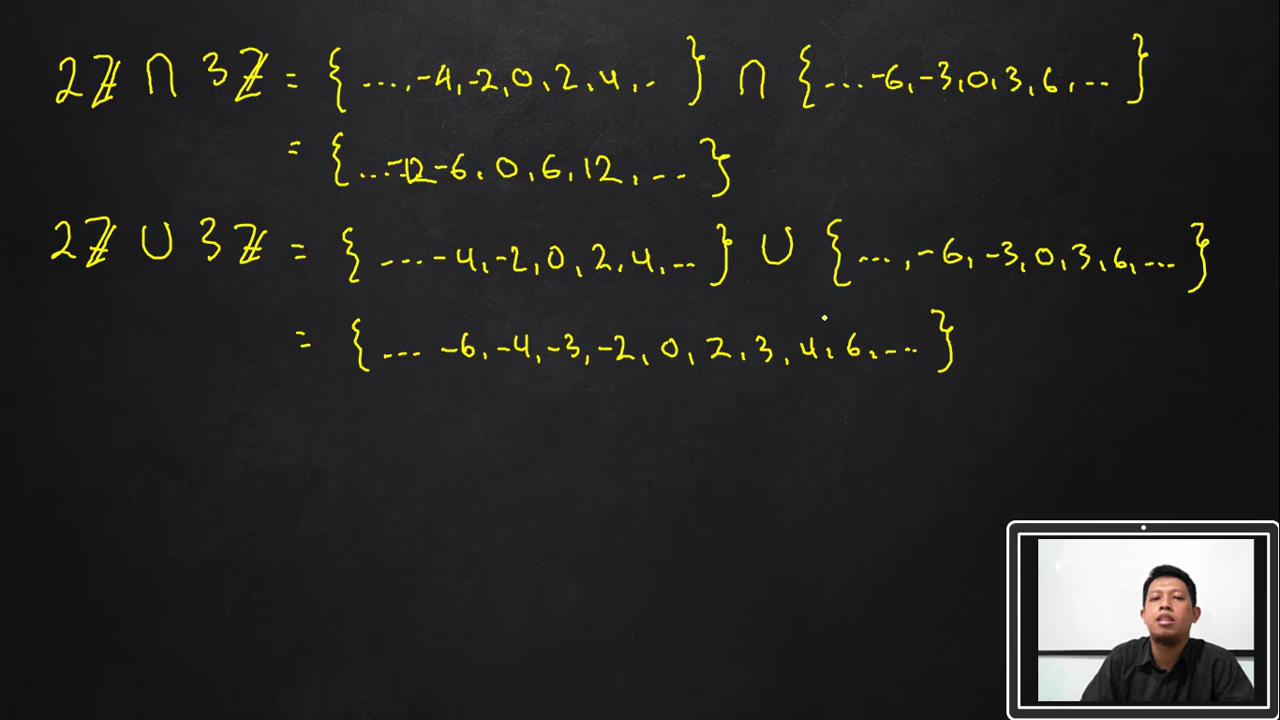 2ℤ ∩ 3ℤ = {...,-4,-2,0,2,4,..} ∩ {...-6,-3,0,3,6,...}
= {...-12-6,0,6,12,...}
2ℤ ∪ 3ℤ = {...-4,-2,0,2,4,...} ∪ {...,-6,-3,0,3,6,...}
= {...-6,-4,-3,-2,0,2,3,4,6,...}